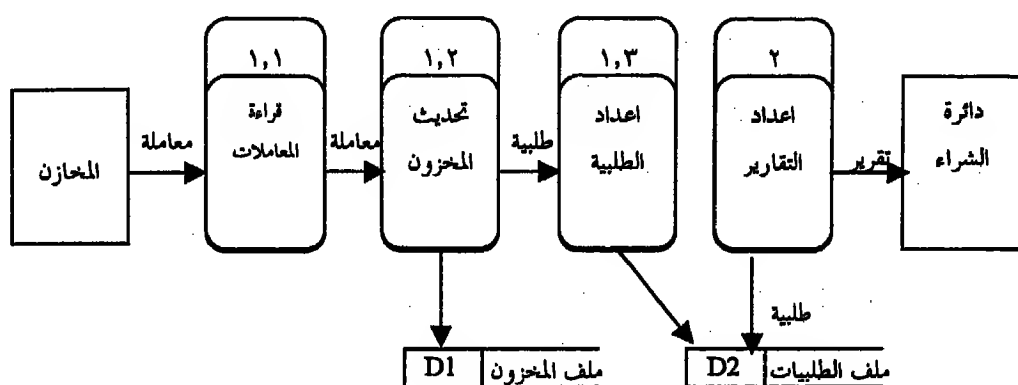 ١,١
١,٢
١,٣
٢
المخازن
معاملة
قراءة
المعاملات
معاملة
تحديث
المخزون
طلبية
اعداد
الطلبية
اعداد
التقارير
تقرير
دائرة
الشراء
طلبية
D1 ملف المخزون
D2 ملف الطلبيات